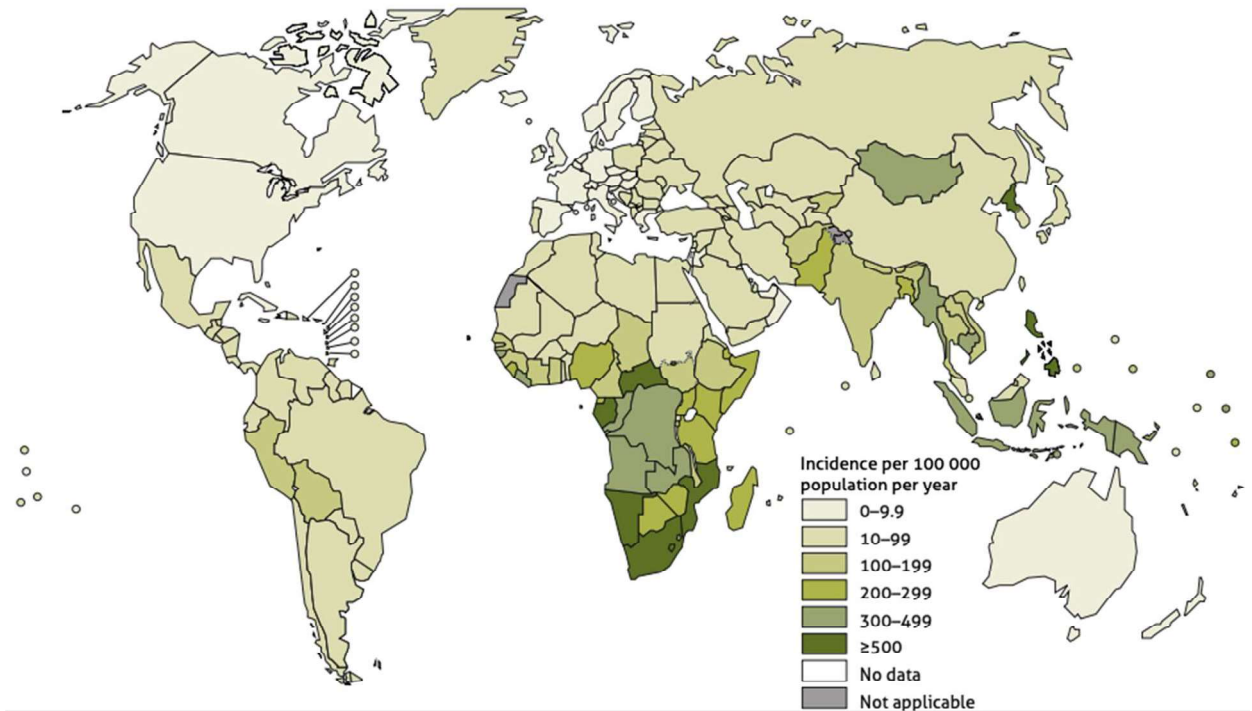 Incidence per 100 000
population per year
0–9.9
10–99
100–199
200–299
300–499
≥500
No data
Not applicable